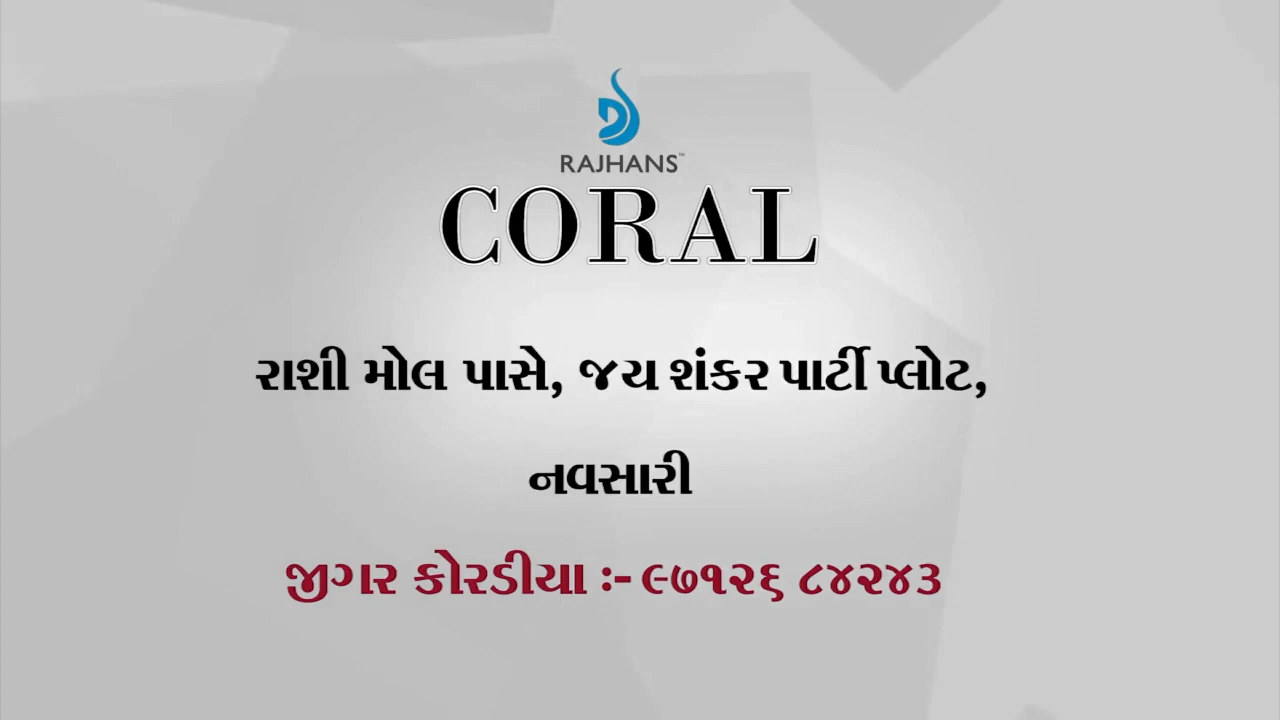 RAJHANS™
CORAL
રાશી મોલ પાસે, જય શંકર પાર્ટી પ્લોટ,
નવસારી
જીગર કોરડીયા :- ૯૭૧૨૬ ૮૪૨૪૩